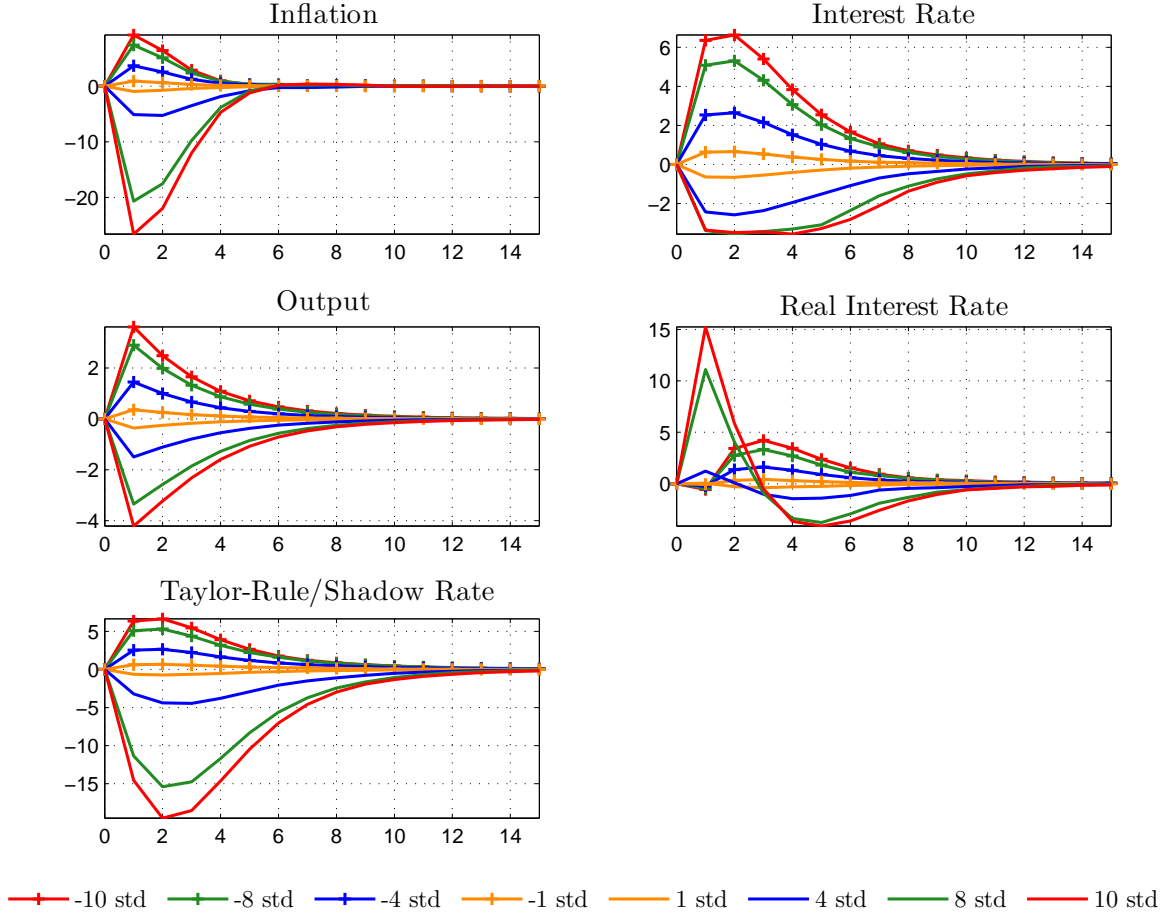 Inflation
0
−10
−20
0 2 4 6 8 10 12 14
Interest Rate
6
4
2
0
−2
0 2 4 6 8 10 12 14
Output
2
0
−2
−4
0 2 4 6 8 10 12 14
Real Interest Rate
15
10
5
0
0 2 4 6 8 10 12 14
Taylor-Rule/Shadow Rate
5
0
−5
−10
−15
0 2 4 6 8 10 12 14
-10 std -8 std -4 std -1 std 1 std 4 std 8 std 10 std